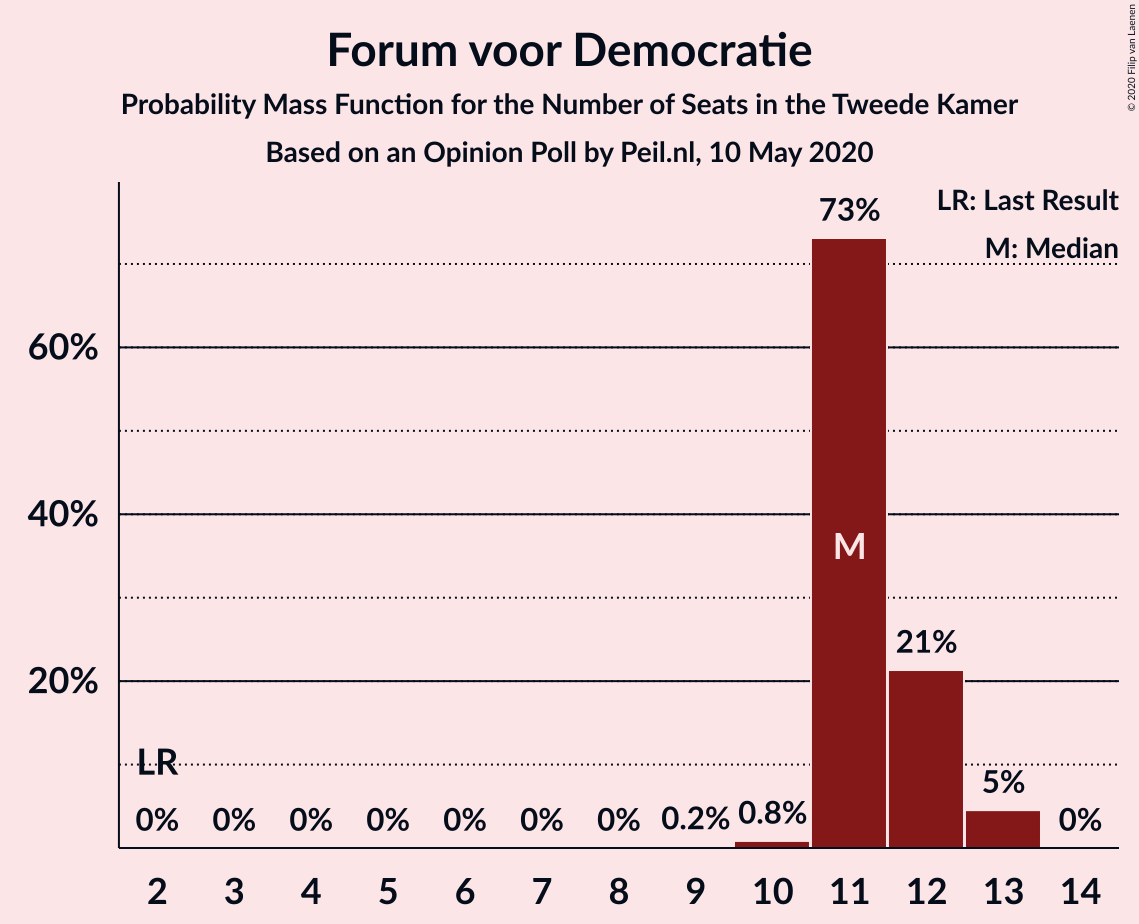 Forum voor Democratie
Probability Mass Function for the Number of Seats in the Tweede Kamer
Based on an Opinion Poll by Peil.nl, 10 May 2020
© 2020 Filip van Laenen
LR: Last Result
M: Median
73%
60%
40%
M
21%
20%
LR
5%
0% 0% 0% 0% 0% 0% 0% 0.2% 0.8% 0%
2 3 4 5 6 7 8 9 10 11 12 13 14